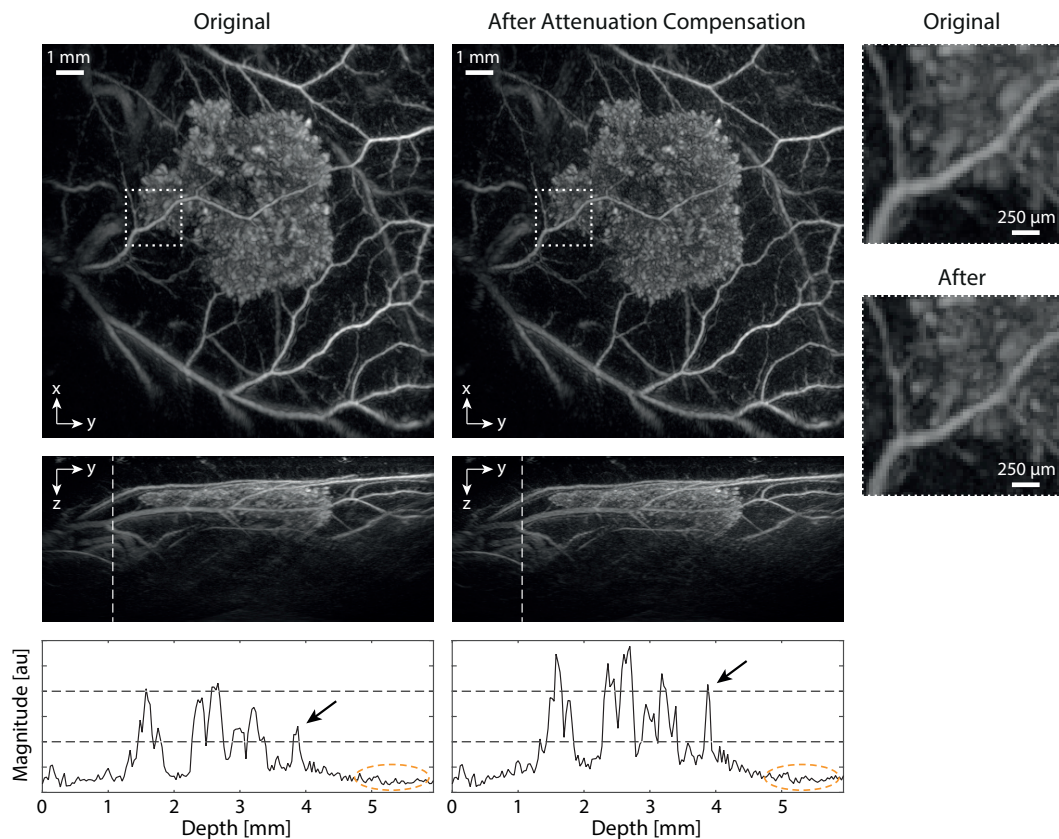 Original
After Attenuation Compensation
Original
1 mm
1 mm
250 µm
After
x
y
x
y
250 µm
y
z
y
z
Magnitude [au]
0 1 2 3 4 5
0 1 2 3 4 5
Depth [mm]
Depth [mm]